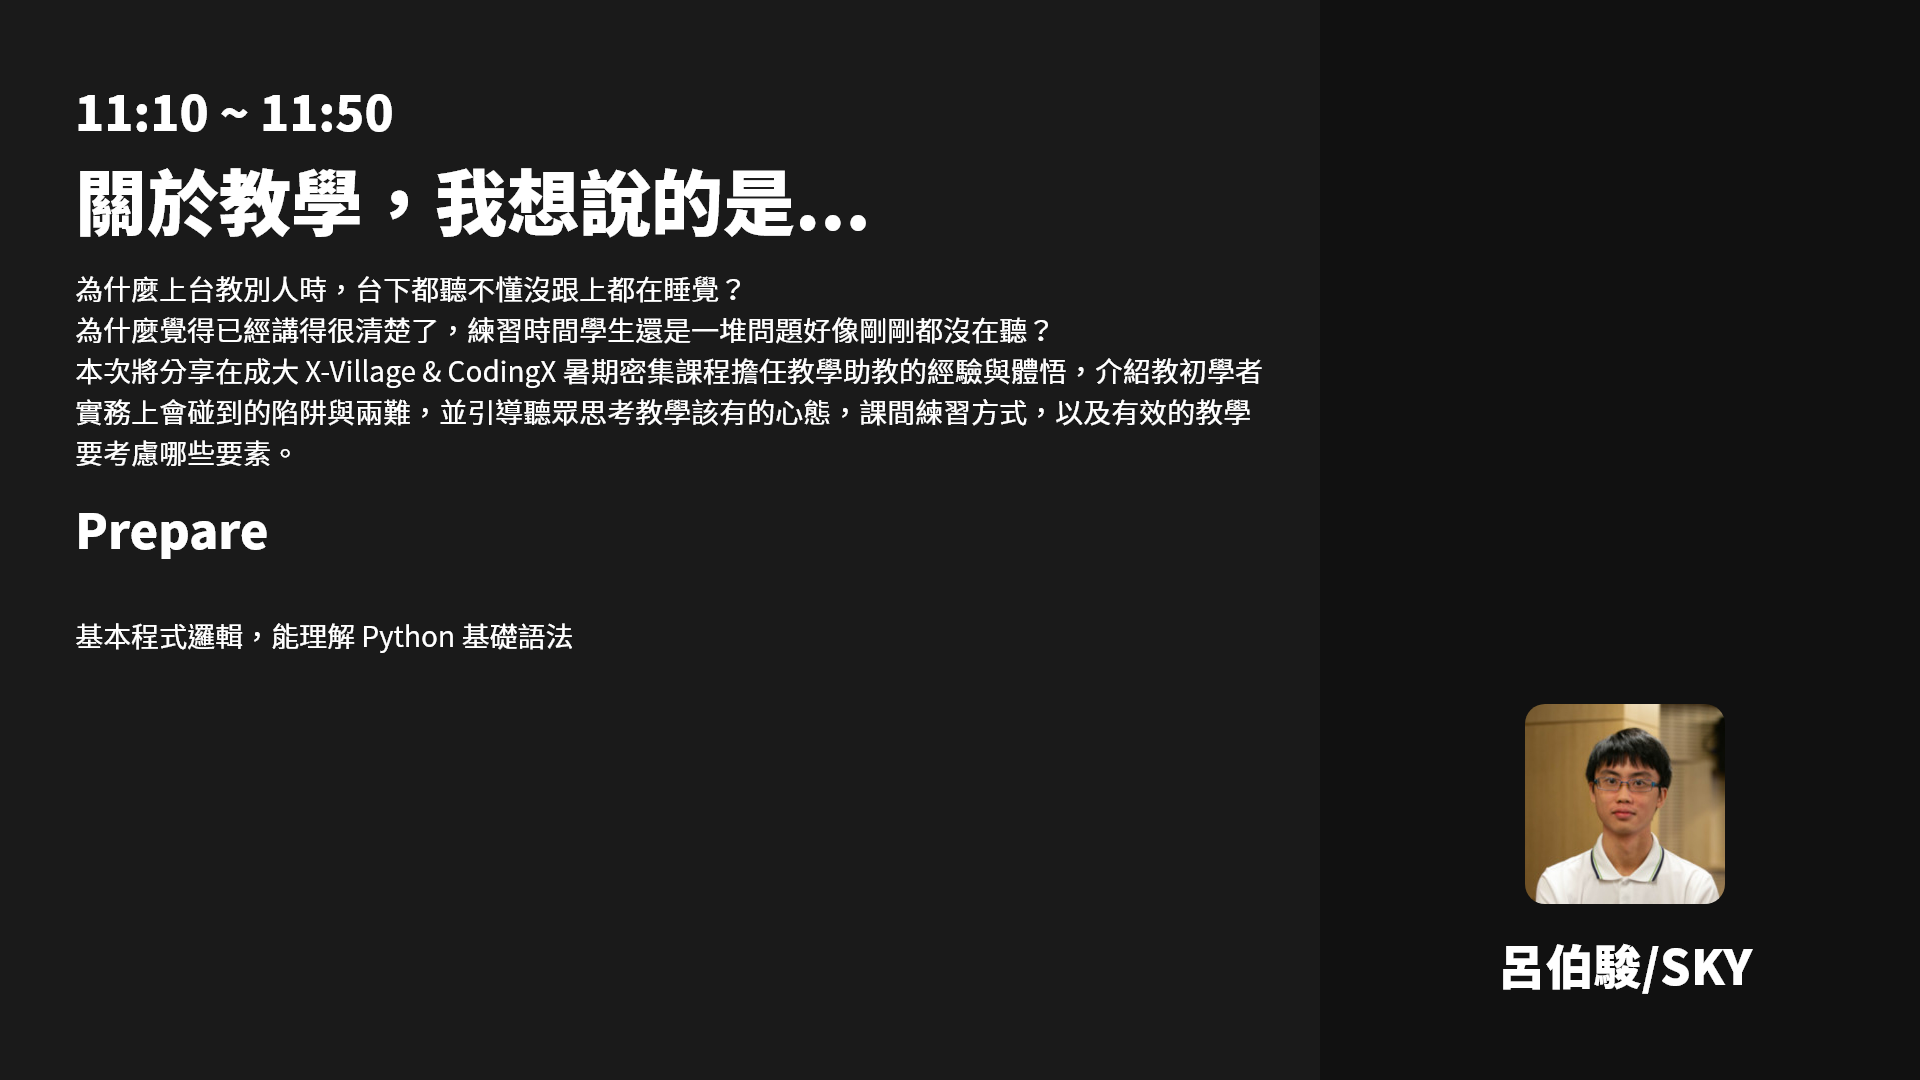 11:10 ~ 11:50
關於教學，我想說的是...
為什麼上台教別人時，台下都聽不懂沒跟上都在睡覺？
為什麼覺得已經講得很清楚了，練習時間學生還是一堆問題好像剛剛都沒在聽？
本次將分享在成大 X-Village & CodingX 暑期密集課程擔任教學助教的經驗與體悟，介紹教初學者
實務上會碰到的陷阱與兩難，並引導聽眾思考教學該有的心態，課間練習方式，以及有效的教學
要考慮哪些要素。
Prepare
基本程式邏輯，能理解 Python 基礎語法
呂伯駿/SKY